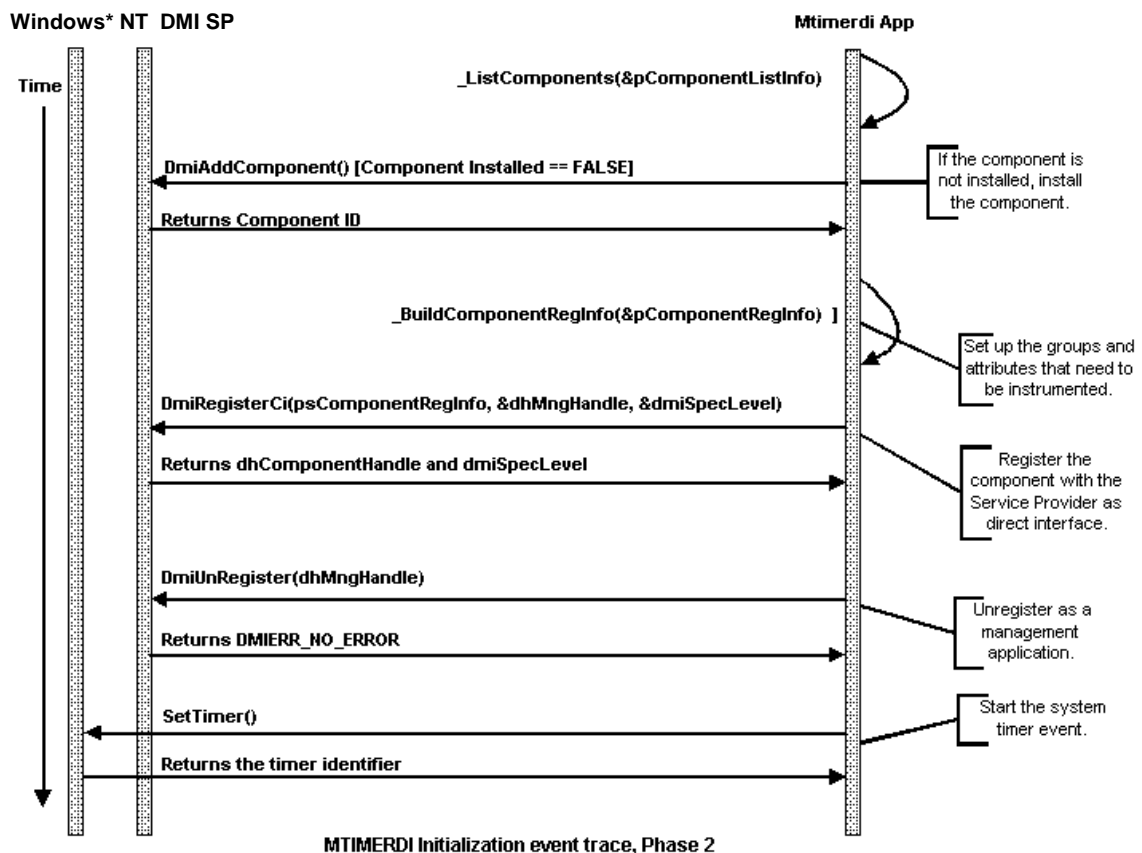 Windows* NT DMI SP
Mtimerdi App
Time
_ListComponents(&pComponentListInfo)
DmiAddComponent() [Component Installed == FALSE]
If the component is
not installed, install
the component.
Returns Component ID
_BuildComponentRegInfo(&pComponentRegInfo) ]
Set up the groups and
attributes that need to
be instrumented.
DmiRegisterCi(psComponentRegInfo, &dhMngHandle, &dmiSpecLevel)
Returns dhComponentHandle and dmiSpecLevel
Register the
component with the
Service Provider as
direct interface.
DmiUnRegister(dhMngHandle)
Returns DMIERR_NO_ERROR
Unregister as a
management
application.
SetTimer()
Start the system
timer event.
Returns the timer identifier
MTIMERDI Initialization event trace, Phase 2